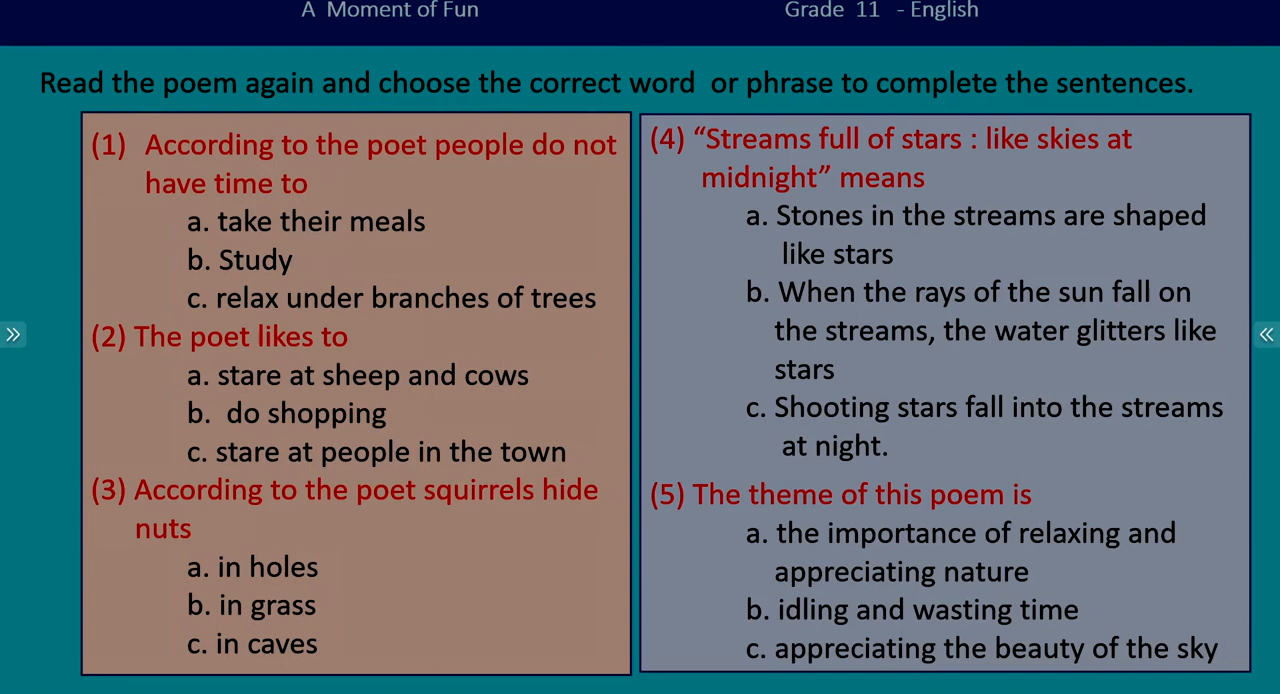 A Moment of Fun
Grade 11 - English
Read the poem again and choose the correct word or phrase to complete the sentences.
(1) According to the poet people do not
have time to
a. take their meals
b. Study
c. relax under branches of trees
(2) The poet likes to
a. stare at sheep and cows
b. do shopping
c. stare at people in the town
(3) According to the poet squirrels hide
nuts
a. in holes
b. in grass
c. in caves
(4) “Streams full of stars : like skies at
midnight” means
a. Stones in the streams are shaped
like stars
b. When the rays of the sun fall on
the streams, the water glitters like
stars
c. Shooting stars fall into the streams
at night.
(5) The theme of this poem is
a. the importance of relaxing and
appreciating nature
b. idling and wasting time
c. appreciating the beauty of the sky